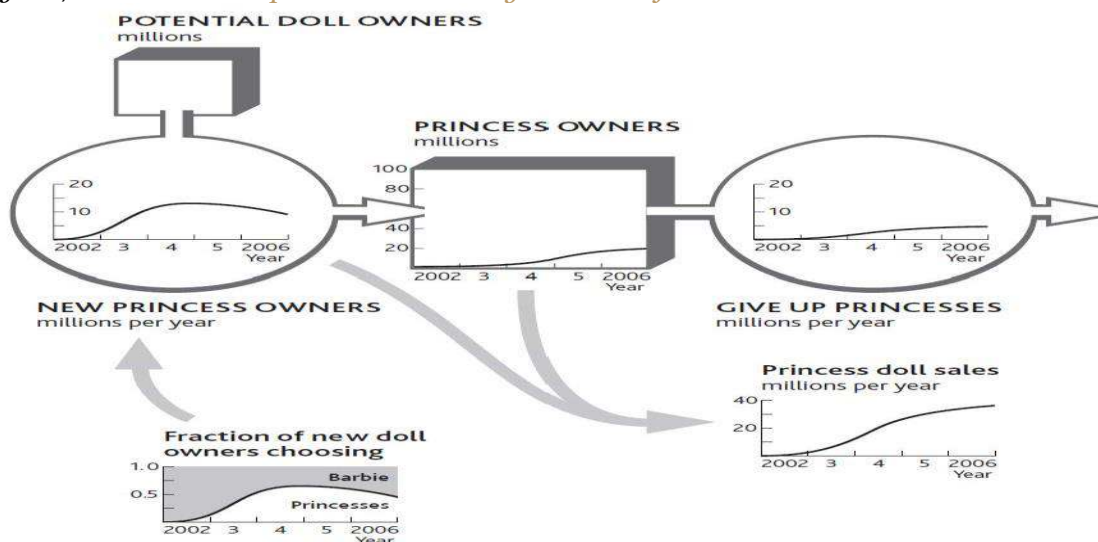 POTENTIAL DOLL OWNERS
millions
PRINCESS OWNERS
millions
100
80
40
20
2002 3 4 5 2006
Year
20
10
2002 3 4 5 2006
Year
20
10
2002 3 4 5 2006
Year
NEW PRINCESS OWNERS
millions per year
GIVE UP PRINCESSES
millions per year
Princess doll sales
millions per year
40
20
2002 3 4 5 2006
Year
Fraction of new doll
owners choosing
1.0
0.5
Barbie
Princesses
2002 3 4 5 2006
Year